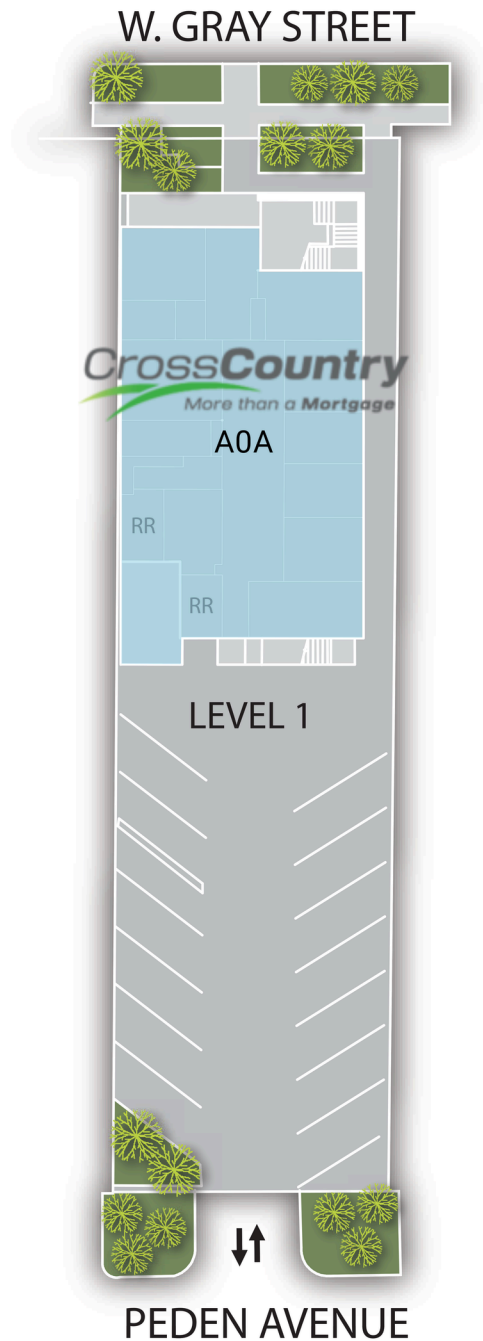 W. GRAY STREET
CrossCountry
More than a Mortgage
A0A
RR
RR
LEVEL 1
PEDEN AVENUE